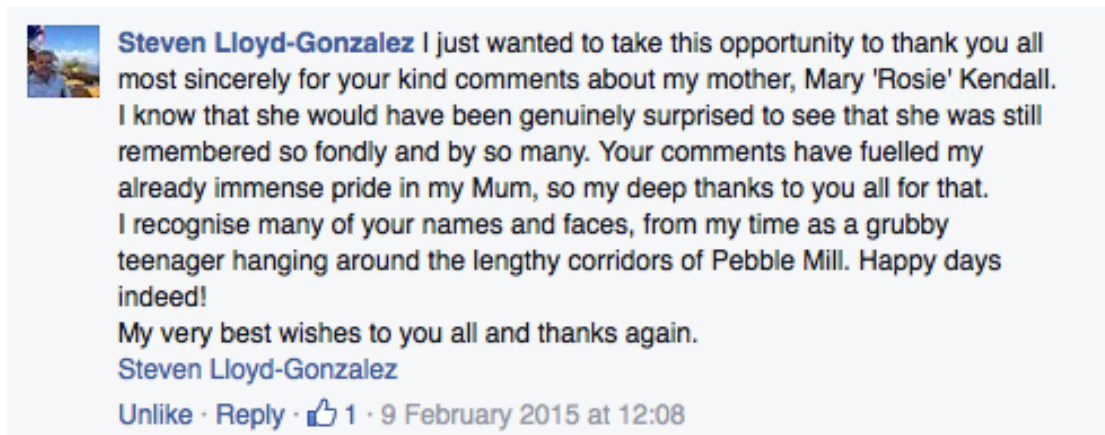 Steven Lloyd-Gonzalez I just wanted to take this opportunity to thank you all
most sincerely for your kind comments about my mother, Mary 'Rosie' Kendall.
I know that she would have been genuinely surprised to see that she was still
remembered so fondly and by so many. Your comments have fuelled my
already immense pride in my Mum, so my deep thanks to you all for that.
I recognise many of your names and faces, from my time as a grubby
teenager hanging around the lengthy corridors of Pebble Mill. Happy days
indeed!
My very best wishes to you all and thanks again.
Steven Lloyd-Gonzalez
Unlike · Reply · 1 · 9 February 2015 at 12:08